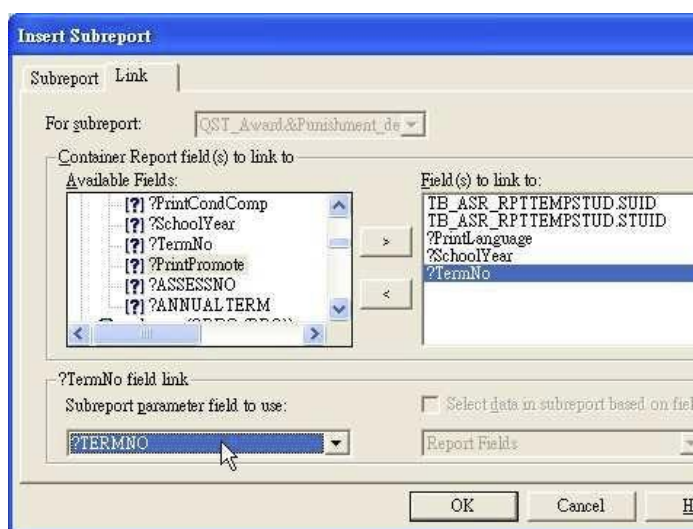 Insert Subreport
Subreport
Link
For subreport:
QST_Award&Punishment_de
Container Report field(s) to link to
Available Fields:
[?] ?PrintCondComp
[?] ?SchoolYear
[?] ?TermNo
[?] ?PrintPromote
[?] ?ASSESSNO
[?] ?ANNUALTERM
>
<
Field(s) to link to:
TB_ASR_RPTTEMPSTUD.SUID
TB_ASR_RPTTEMPSTUD.STUID
?PrintLanguage
?SchoolYear
?TermNo
?TermNo field link
Subreport parameter field to use:
?TERMNO
Select data in subreport based on fiel
Report Fields
OK
Cancel
H